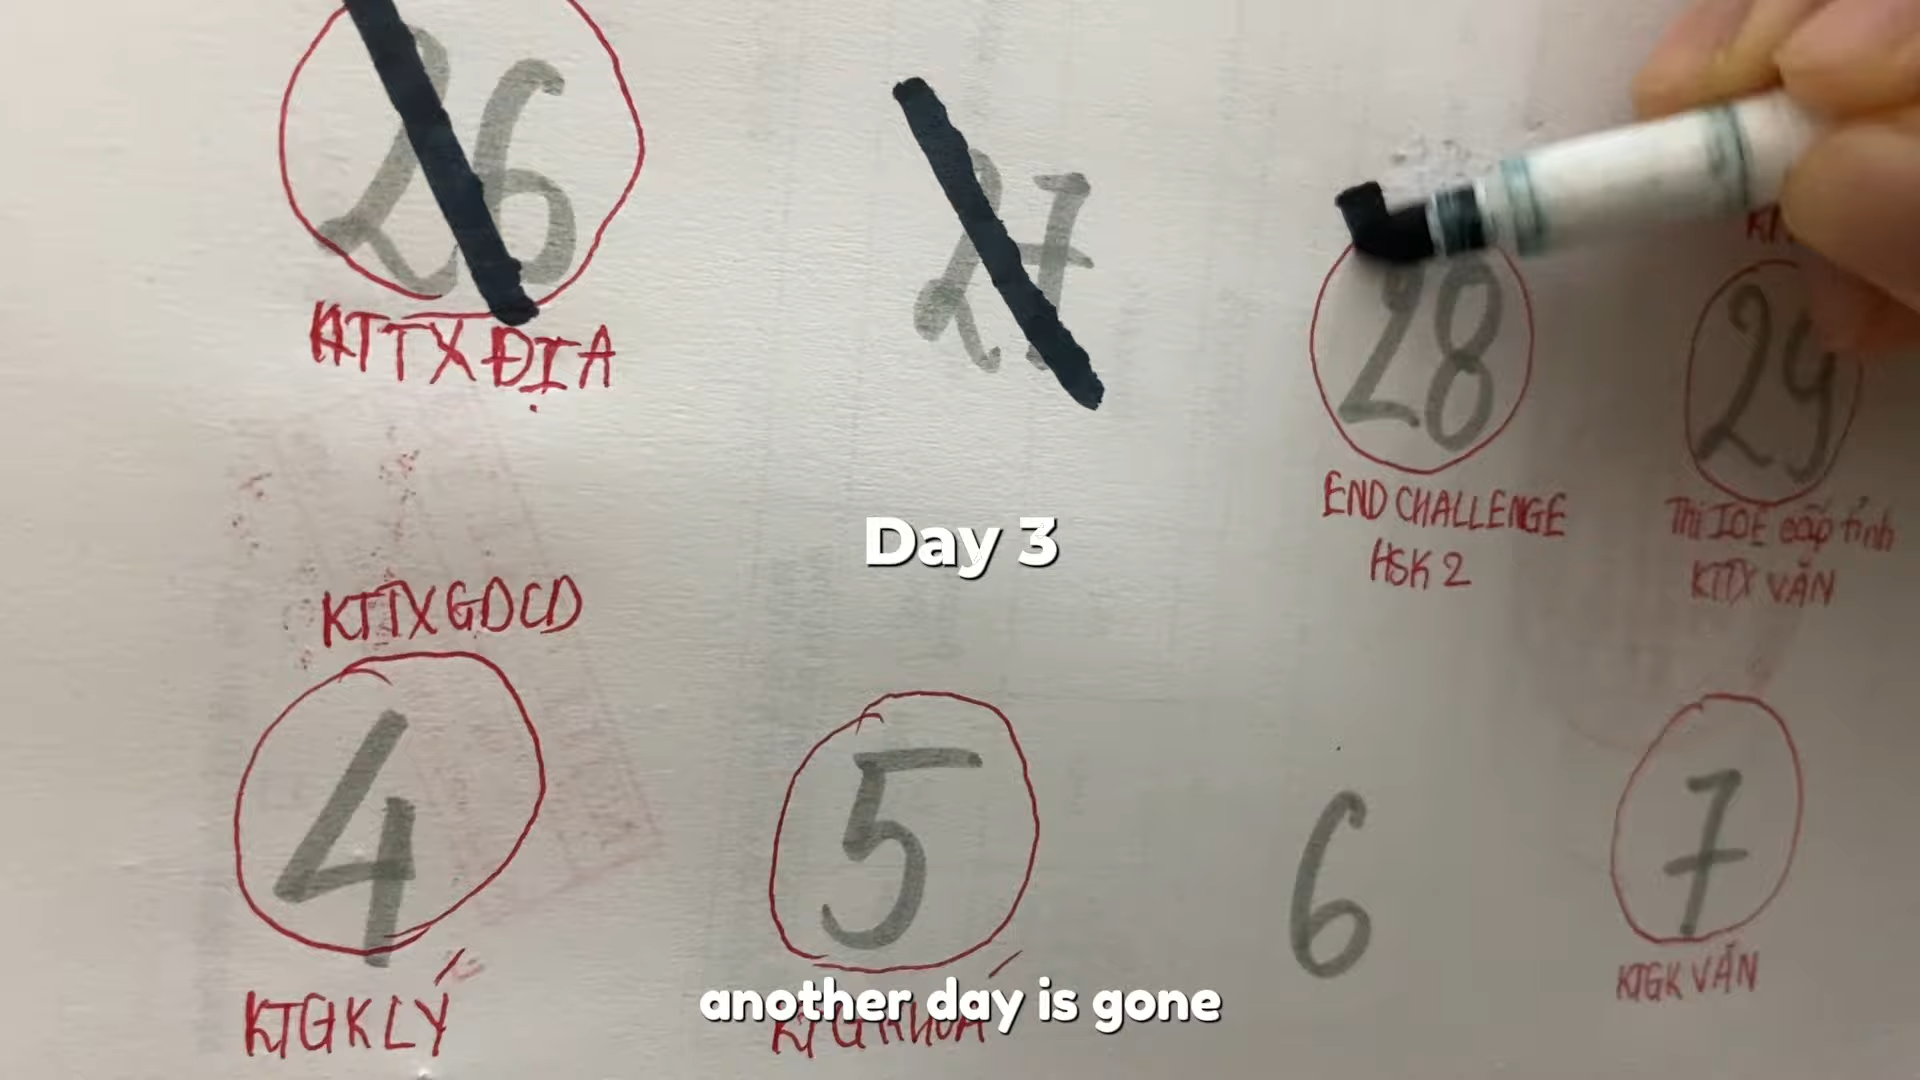 26
27
28
29
KTTX ĐỊA
END CHALLENGE
HSK 2
Thi IOE cấp tỉnh
KTTX VĂN
Day 3
KTTX GDCD
4
5
6
7
KTGK LÝ
KTGK VĂN
another day is gone